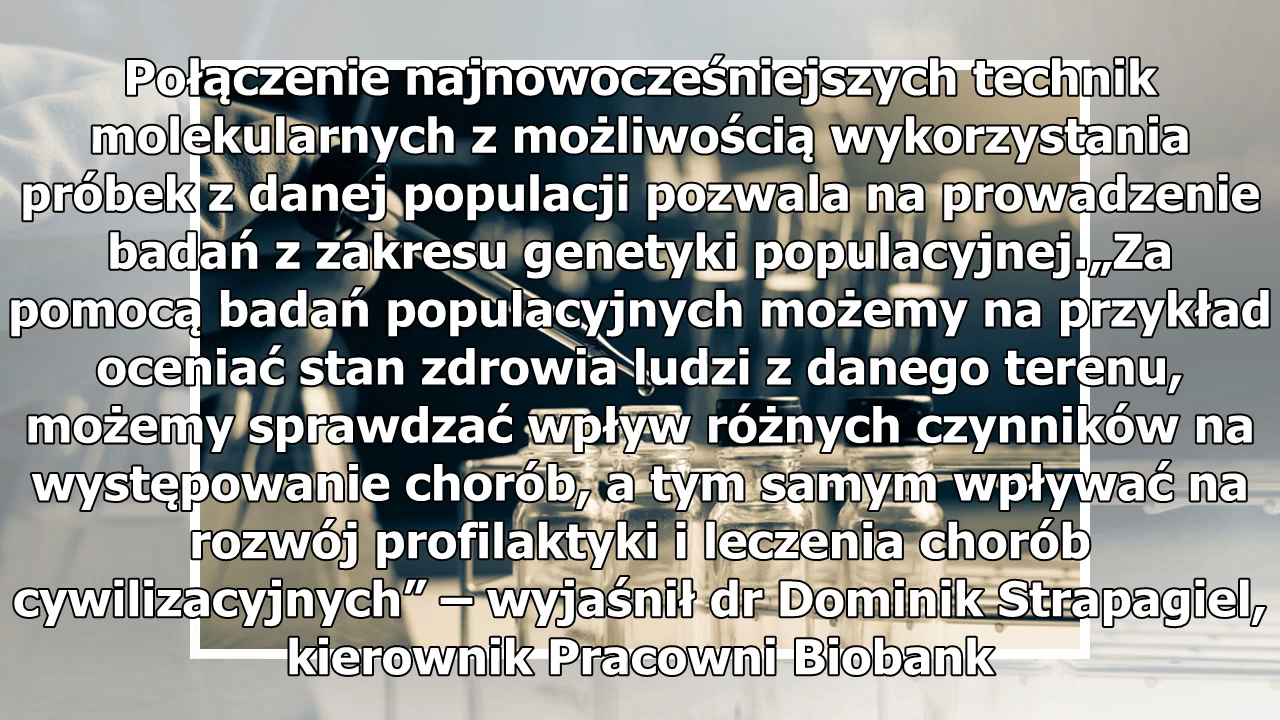 Połączenie najnowocześniejszych technik
molekularnych z możliwością wykorzystania
próbek z danej populacji pozwala na prowadzenie
badań z zakresu genetyki populacyjnej.„Za
pomocą badań populacyjnych możemy na przykład
oceniać stan zdrowia ludzi z danego terenu,
możemy sprawdzać wpływ różnych czynników na
występowanie chorób, a tym samym wpływać na
rozwój profilaktyki i leczenia chorób
cywilizacyjnych” – wyjaśnił dr Dominik Strapagiel,
kierownik Pracowni Biobank